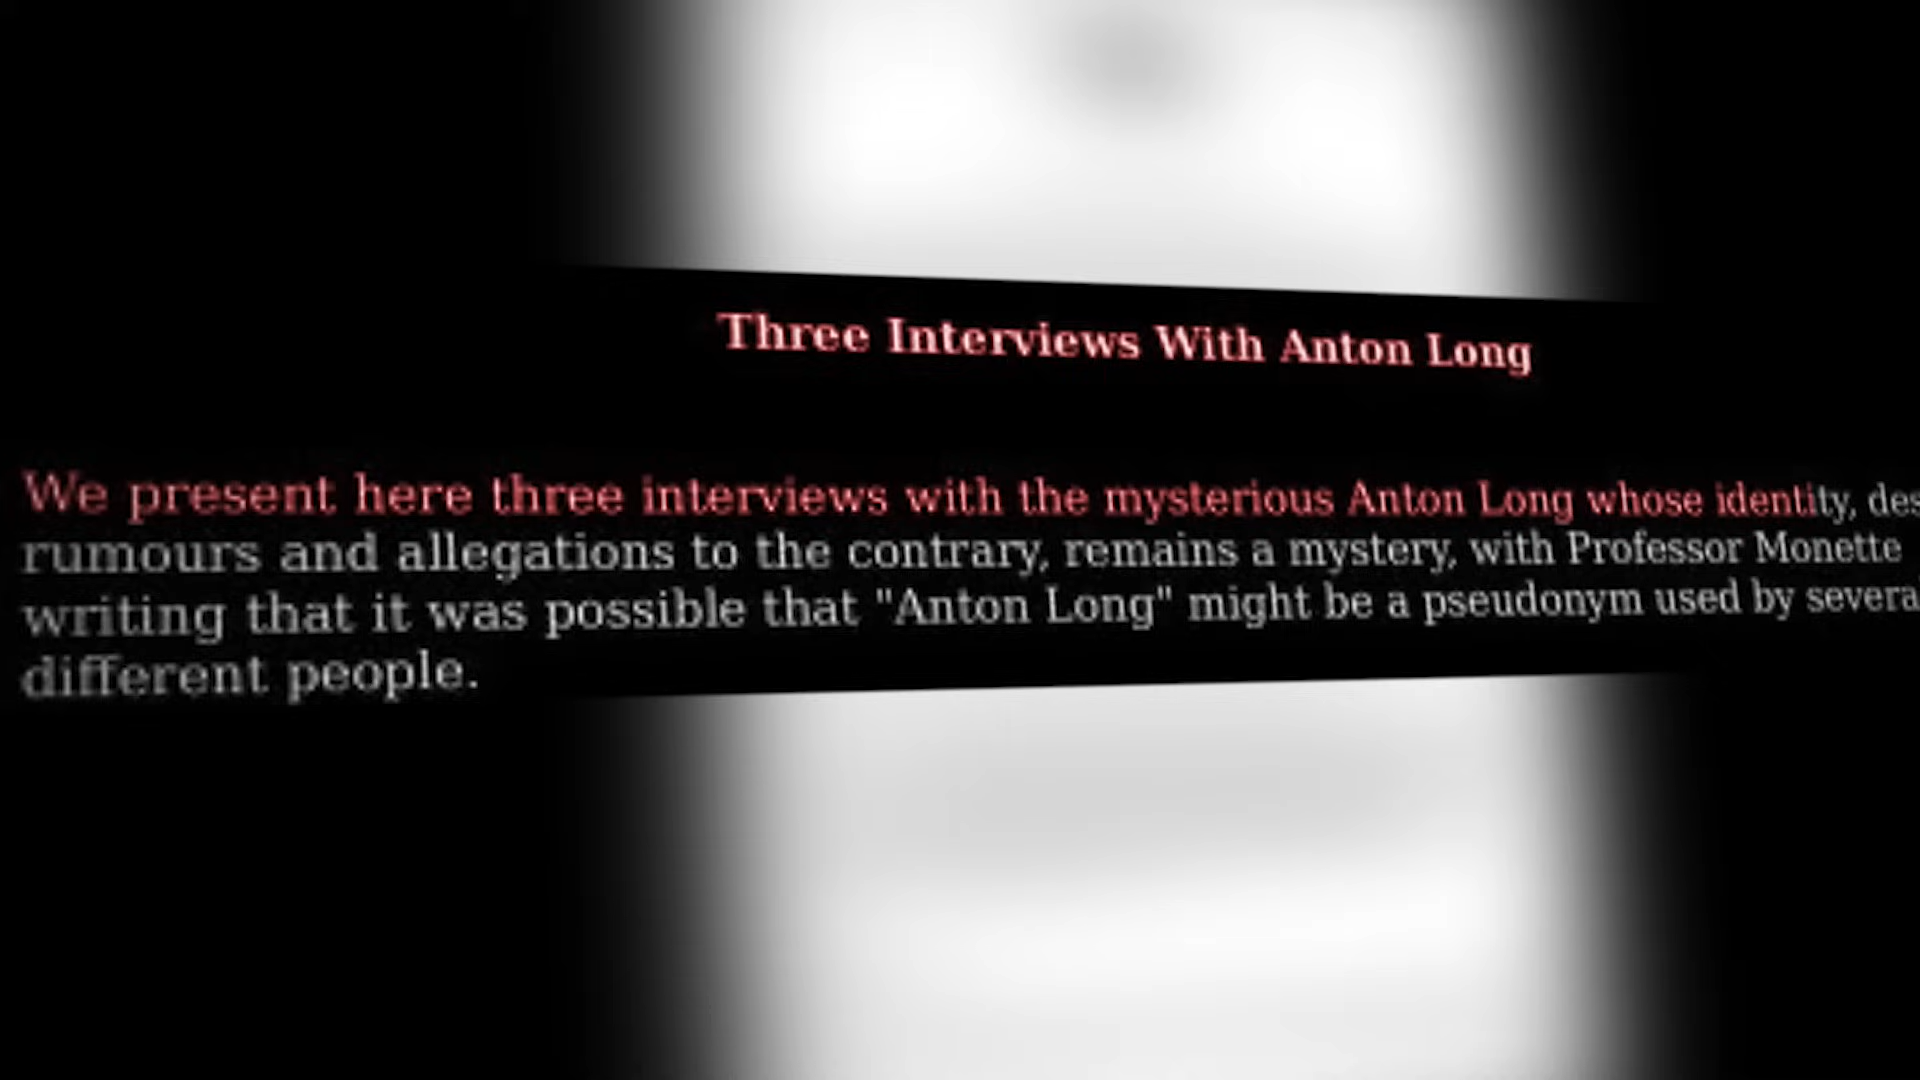 Three Interviews With Anton Long
We present here three interviews with the mysterious Anton Long whose identity,
rumours and allegations to the contrary, remains a mystery, with Professor Monette
writing that it was possible that "Anton Long" might be a pseudonym used by
different people.